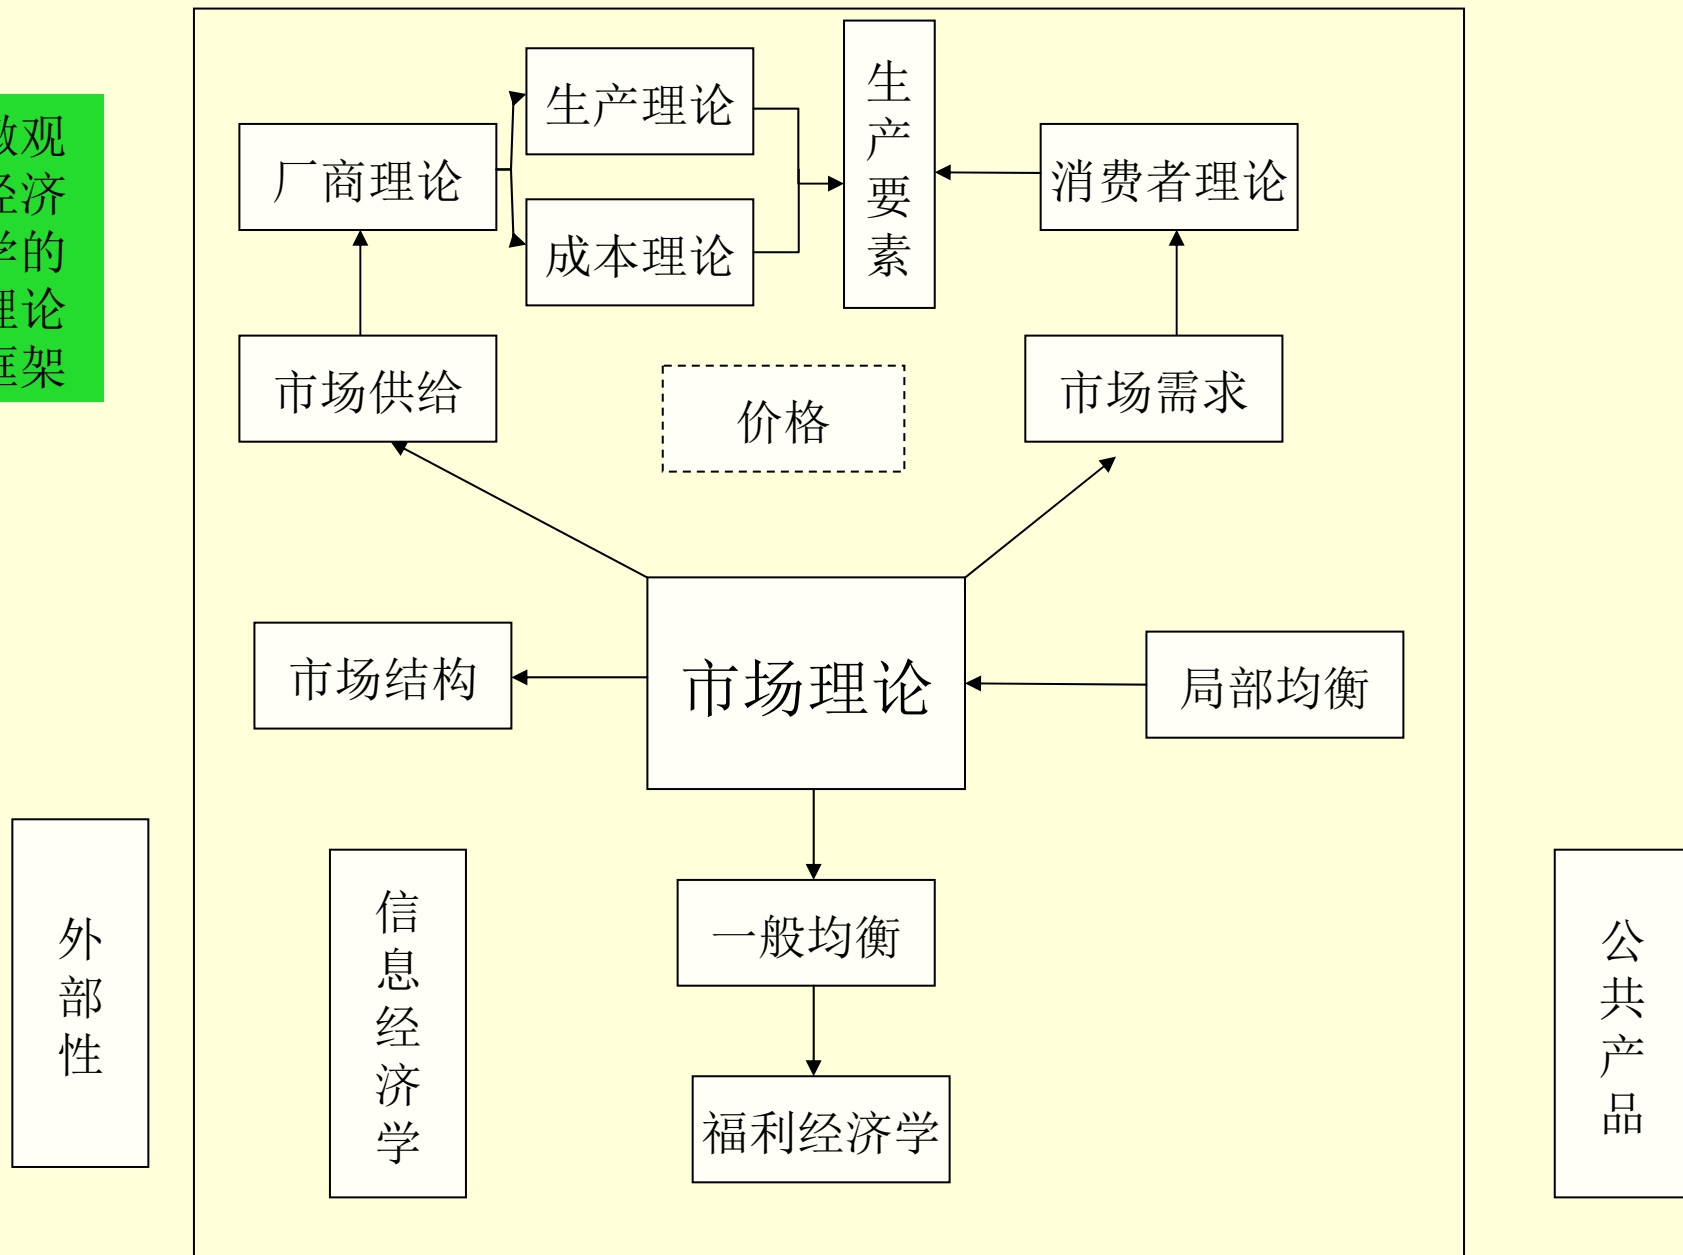 微观
经济
学的
理论
框架
生产理论
厂商理论
成本理论
生
产
要
素
消费者理论
市场供给
价格
市场需求
市场结构
市场理论
局部均衡
外
部
性
信
息
经
济
学
一般均衡
福利经济学
公
共
产
品